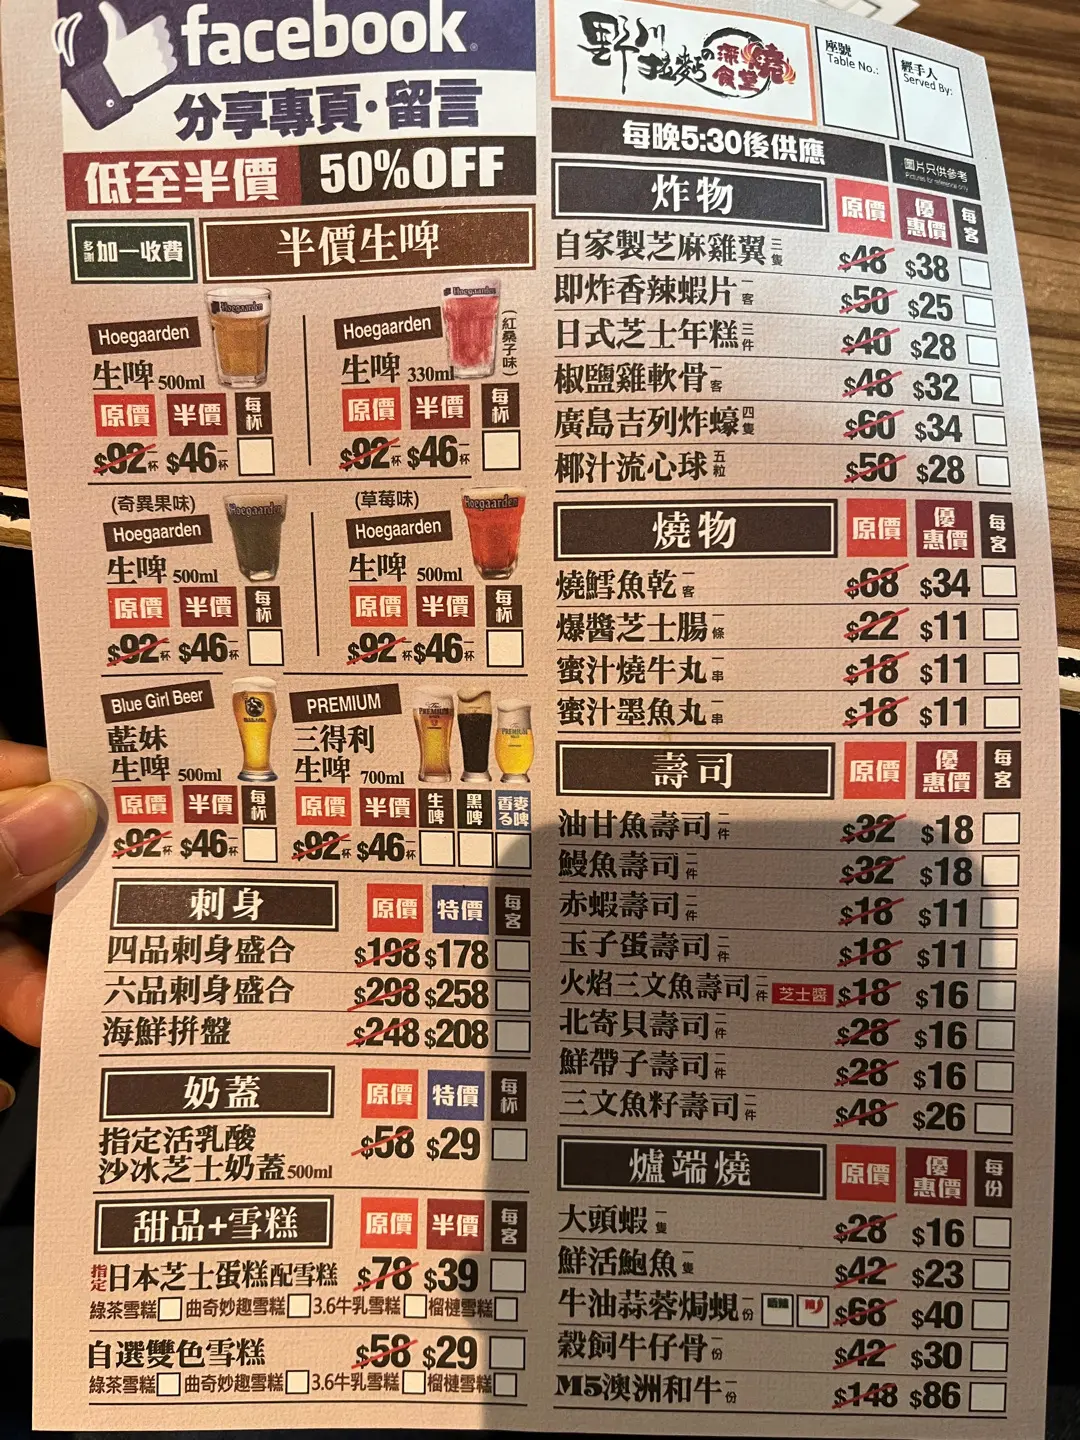 facebook
分享專頁·留言
低至半價 50%OFF
多謝加一收費
半價生啤
Hoegaarden
生啤 500ml
原價 半價 每杯
$92一杯 $46一杯
Hoegaarden
(紅桑子味)
生啤 330ml
原價 半價 每杯
$92一杯 $46一杯
(奇異果味)
Hoegaarden
生啤 500ml
原價 半價 每杯
$92一杯 $46一杯
(草莓味)
Hoegaarden
生啤 500ml
原價 半價 每杯
$92一杯 $46一杯
Blue Girl Beer
藍妹
生啤 500ml
原價 半價 每杯
$92一杯 $46一杯
PREMIUM
三得利
生啤 700ml
原價 半價 生啤 黑啤 香る麥啤
$92一杯 $46一杯
刺身 原價 特價 每客
四品刺身盛合 $198 $178
六品刺身盛合 $298 $258
海鮮拼盤 $248 $208
奶蓋 原價 特價 每杯
指定活乳酸
沙冰芝士奶蓋 500ml $58 $29
甜品+雪糕 原價 半價 每客
指定日本芝士蛋糕配雪糕 $78 $39
綠茶雪糕 曲奇妙趣雪糕 3.6牛乳雪糕 榴槤雪糕
自選雙色雪糕 $58 $29
綠茶雪糕 曲奇妙趣雪糕 3.6牛乳雪糕 榴槤雪糕
野川拉麵の深燒食堂
座號
Table No.:
經手人
Served By:
每晚5:30後供應
圖片只供參考
Pictures for reference only
炸物 原價 優惠價 每客
自家製芝麻雞翼三隻 $48 $38
即炸香辣蝦片一客 $50 $25
日式芝士年糕三件 $40 $28
椒鹽雞軟骨一客 $48 $32
廣島吉列炸蠔四隻 $60 $34
椰汁流心球五粒 $50 $28
燒物 原價 優惠價 每客
燒鱈魚乾一客 $68 $34
爆醬芝士腸一條 $22 $11
蜜汁燒牛丸一串 $18 $11
蜜汁墨魚丸一串 $18 $11
壽司 原價 優惠價 每客
油甘魚壽司二件 $32 $18
鰻魚壽司二件 $32 $18
赤蝦壽司二件 $18 $11
玉子蛋壽司二件 $18 $11
火焰三文魚壽司二件 芝士醬 $18 $16
北寄貝壽司二件 $28 $16
鮮帶子壽司二件 $28 $16
三文魚籽壽司二件 $48 $26
爐端燒 原價 優惠價 每份
大頭蝦一隻 $28 $16
鮮活鮑魚一隻 $42 $23
牛油蒜蓉焗蜆一份 $68 $40
穀飼牛仔骨一份 $42 $30
M5澳洲和牛一份 $148 $86